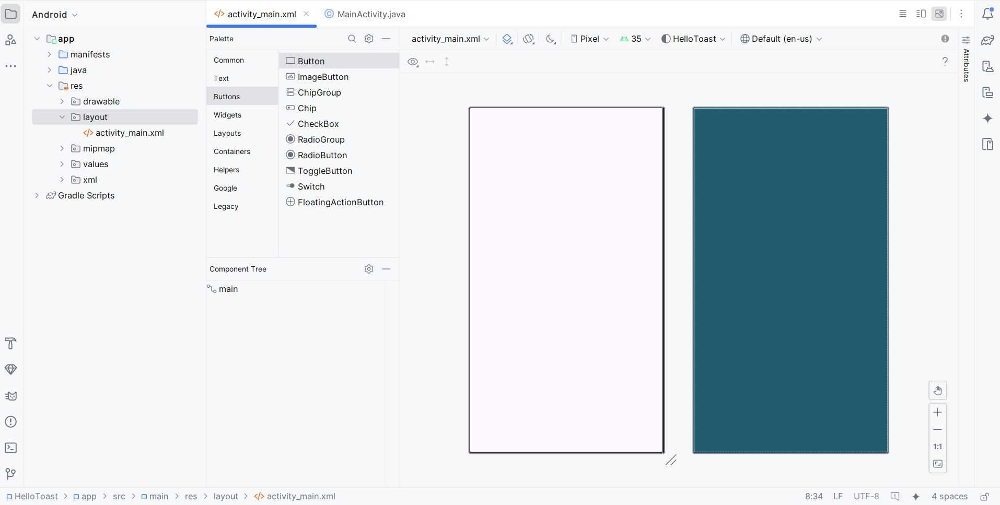 Android
activity_main.xml
MainActivity.java
app
manifests
java
res
drawable
layout
activity_main.xml
mipmap
values
xml
Gradle Scripts
Palette
Common
Text
Buttons
Widgets
Layouts
Containers
Helpers
Google
Legacy
Button
ImageButton
ChipGroup
Chip
CheckBox
RadioGroup
RadioButton
ToggleButton
Switch
FloatingActionButton
Component Tree
main
activity_main.xml
Pixel
35
HelloToast
Default (en-us)
?
Attributes
1:1
HelloToast > app > src > main > res > layout > activity_main.xml
8:34 LF UTF-8 4 spaces